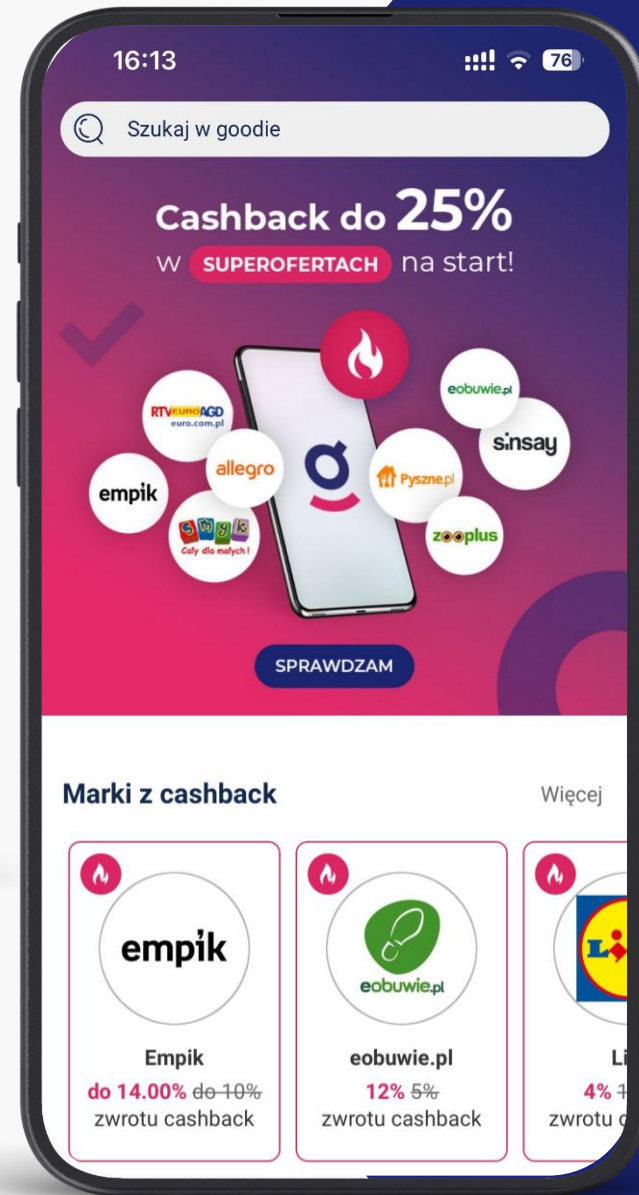 16:13
76
Szukaj w goodie
Cashback do 25%
w SUPEROFERTACH na start!
eobuwie.pl
RTV EURO AGD
euro.com.pl
sinsay
allegro
Pyszne.pl
empik
smyk
Cały dla małych!
zooplus
SPRAWDZAM
Marki z cashback
Więcej
empik
eobuwie.pl
Empik
eobuwie.pl
do 14.00% do 10%
12% 5%
4%
zwrotu cashback
zwrotu cashback
zwrotu